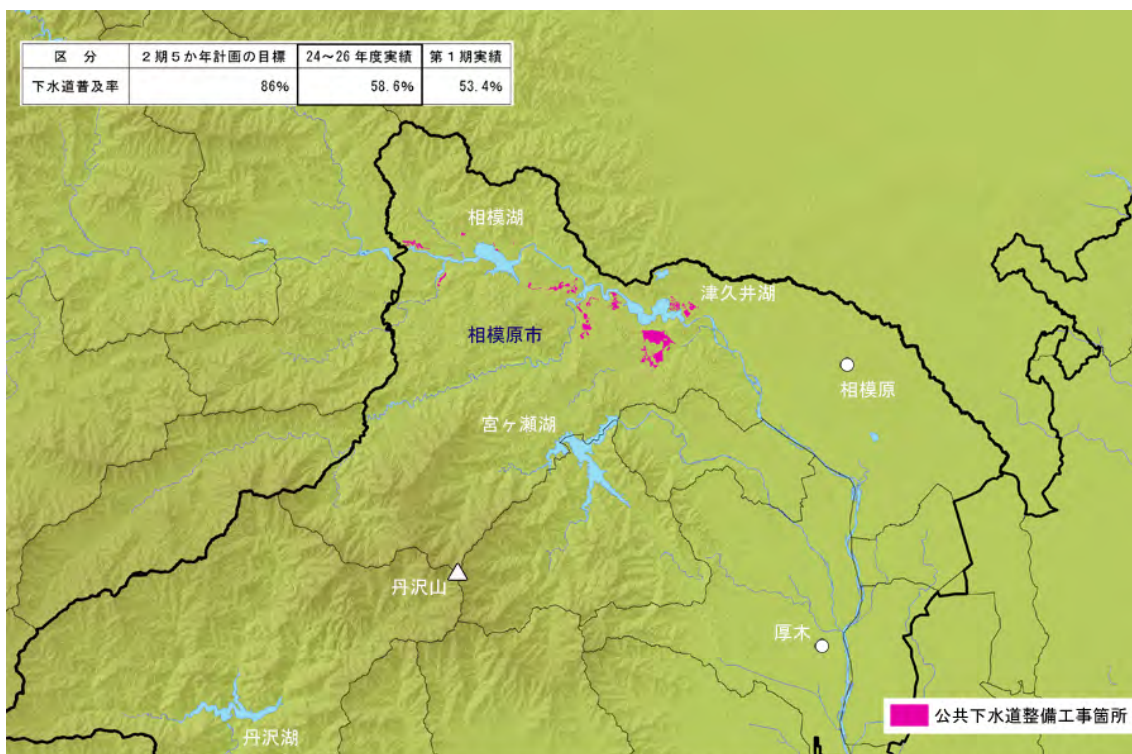 区 分 ２期５か年計画の目標 24～26年度実績 第１期実績
下水道普及率 86% 58.6% 53.4%
相模湖
津久井湖
相模原市
相模原
宮ヶ瀬湖
丹沢山
厚木
公共下水道整備工事箇所
丹沢湖